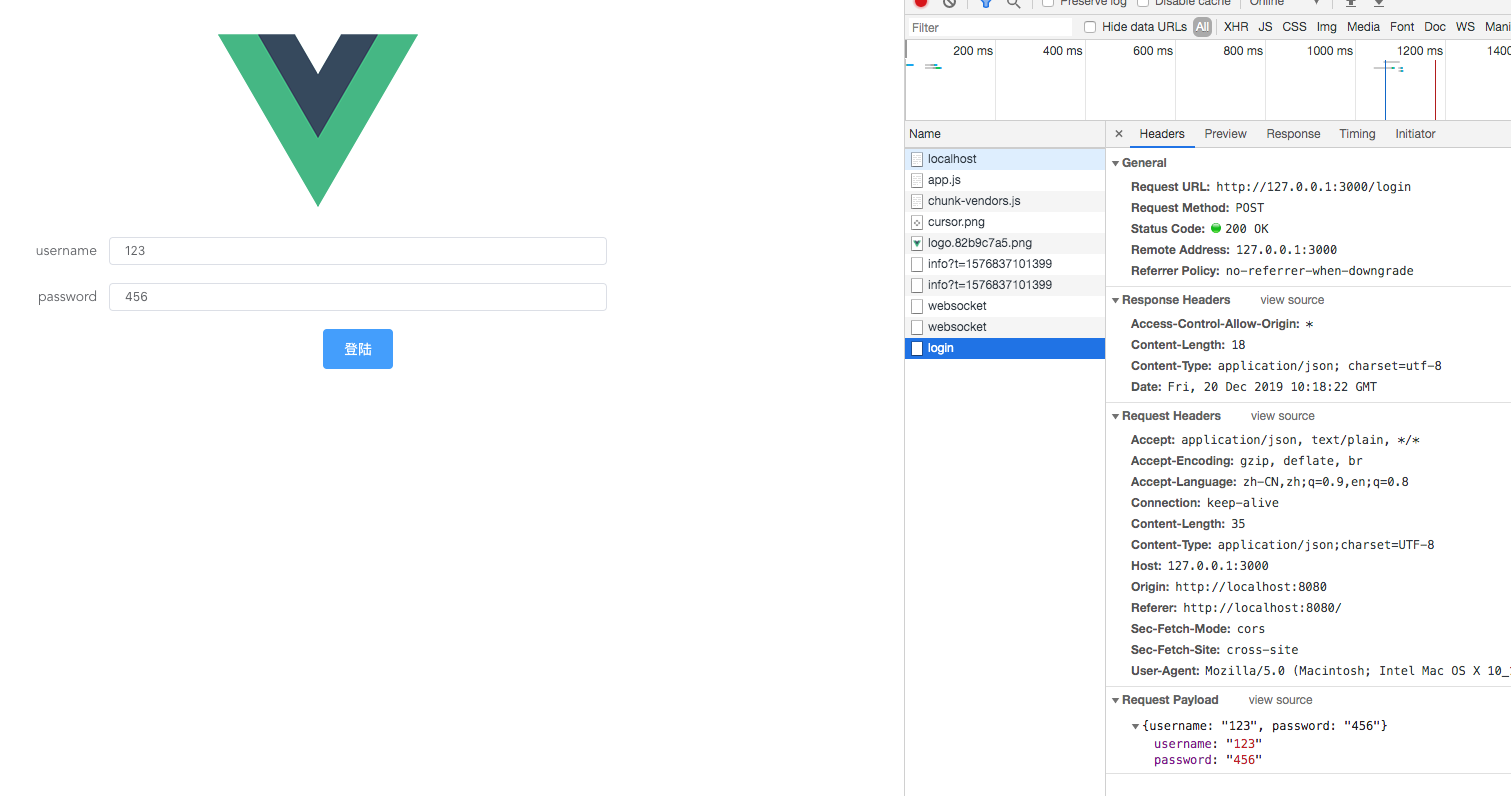 username 123
password 456
登陆
Preserve log Disable cache Online
Filter Hide data URLs All XHR JS CSS Img Media Font Doc WS Mani
200 ms 400 ms 600 ms 800 ms 1000 ms 1200 ms 1400
Name
localhost
app.js
chunk-vendors.js
cursor.png
logo.82b9c7a5.png
info?t=1576837101399
info?t=1576837101399
websocket
websocket
login
× Headers Preview Response Timing Initiator
General
Request URL: http://127.0.0.1:3000/login
Request Method: POST
Status Code: 200 OK
Remote Address: 127.0.0.1:3000
Referrer Policy: no-referrer-when-downgrade
Response Headers view source
Access-Control-Allow-Origin: *
Content-Length: 18
Content-Type: application/json; charset=utf-8
Date: Fri, 20 Dec 2019 10:18:22 GMT
Request Headers view source
Accept: application/json, text/plain, */*
Accept-Encoding: gzip, deflate, br
Accept-Language: zh-CN,zh;q=0.9,en;q=0.8
Connection: keep-alive
Content-Length: 35
Content-Type: application/json;charset=UTF-8
Host: 127.0.0.1:3000
Origin: http://localhost:8080
Referer: http://localhost:8080/
Sec-Fetch-Mode: cors
Sec-Fetch-Site: cross-site
User-Agent: Mozilla/5.0 (Macintosh; Intel Mac OS X 10_
Request Payload view source
{username: "123", password: "456"}
username: "123"
password: "456"